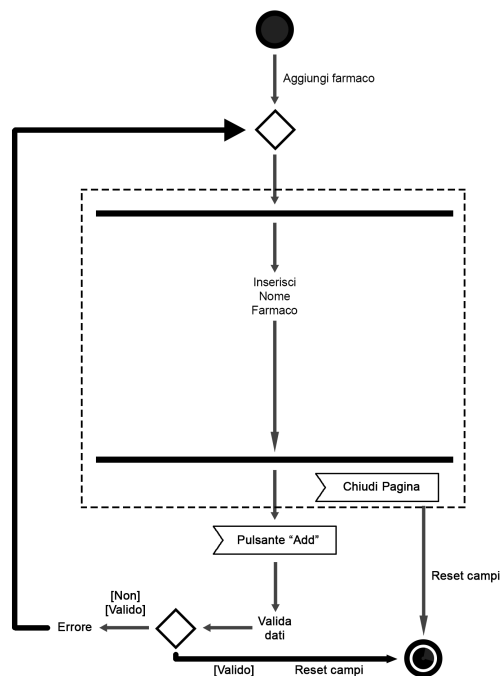 Aggiungi farmaco
Inserisci
Nome
Farmaco
Chiudi Pagina
Pulsante “Add”
Reset campi
[Non]
[Valido]
Errore
Valida
dati
[Valido]
Reset campi